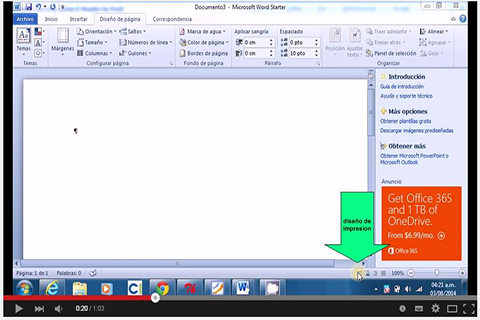 Documento3 - Microsoft Word Starter
Archivo Inicio Insertar Diseño de página Correspondencia
Temas
Márgenes
Orientación
Tamaño
Columnas
Saltos
Números de línea
Guiones
Marca de agua
Color de página
Bordes de página
Aplicar sangría
0 cm
0 cm
Espaciado
0 pto
10 pto
Posición
Ajustar texto
Traer adelante
Enviar atrás
Panel de selección
Alinear
Agrupar
Girar
Temas
Configurar página
Fondo de página
Párrafo
Organizar
¶
Introducción
Guía de introducción
Ayuda y soporte técnico
Más opciones
Obtener plantillas gratis
Descargar imágenes prediseñadas
Obtener más
Obtener Microsoft PowerPoint o
Microsoft Outlook
Anuncio
Get Office 365
and 1 TB of
OneDrive.
From $6.99/mo.
Office 365
diseño de
impresion
Página: 1 de 1 Palabras: 0
100%
04:21 a.m.
03/08/2014
0:20 / 1:03